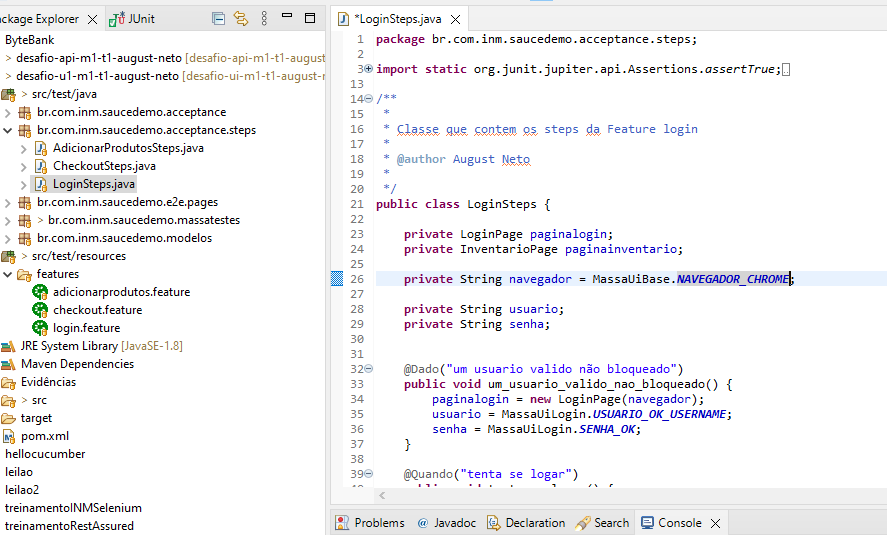 ckage Explorer
JUnit
ByteBank
desafio-api-m1-t1-august-neto [desafio-api-m1-t1-augus
desafio-u1-m1-t1-august-neto [desafio-ui-m1-t1-august-
> src/test/java
br.com.inm.saucedemo.acceptance
br.com.inm.saucedemo.acceptance.steps
AdicionarProdutosSteps.java
CheckoutSteps.java
LoginSteps.java
br.com.inm.saucedemo.e2e.pages
> br.com.inm.saucedemo.massatestes
br.com.inm.saucedemo.modelos
> src/test/resources
features
adicionarprodutos.feature
checkout.feature
login.feature
JRE System Library [JavaSE-1.8]
Maven Dependencies
Evidências
> src
target
pom.xml
hellocucumber
leilao
leilao2
treinamentoINMSelenium
treinamentoRestAssured
*LoginSteps.java
1 package br.com.inm.saucedemo.acceptance.steps;
2
3 import static org.junit.jupiter.api.Assertions.assertTrue;
13
14 /**
15 *
16 * Classe que contem os steps da Feature login
17 *
18 * @author August Neto
19 *
20 */
21 public class LoginSteps {
22
23 private LoginPage paginalogin;
24 private InventarioPage paginainventario;
25
26 private String navegador = MassaUiBase.NAVEGADOR_CHROME;
27
28 private String usuario;
29 private String senha;
30
31
32 @Dado("um usuario valido não bloqueado")
33 public void um_usuario_valido_nao_bloqueado() {
34 paginalogin = new LoginPage(navegador);
35 usuario = MassaUiLogin.USUARIO_OK_USERNAME;
36 senha = MassaUiLogin.SENHA_OK;
37 }
38
39 @Quando("tenta se logar")
Problems @ Javadoc Declaration Search Console